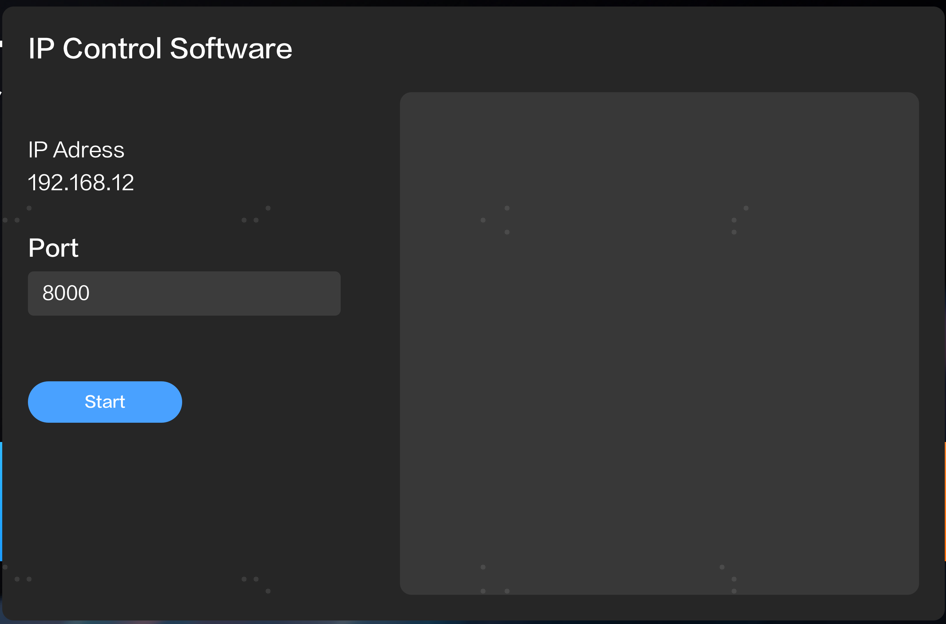 IP Control Software
IP Adress
192.168.12
Port
8000
Start